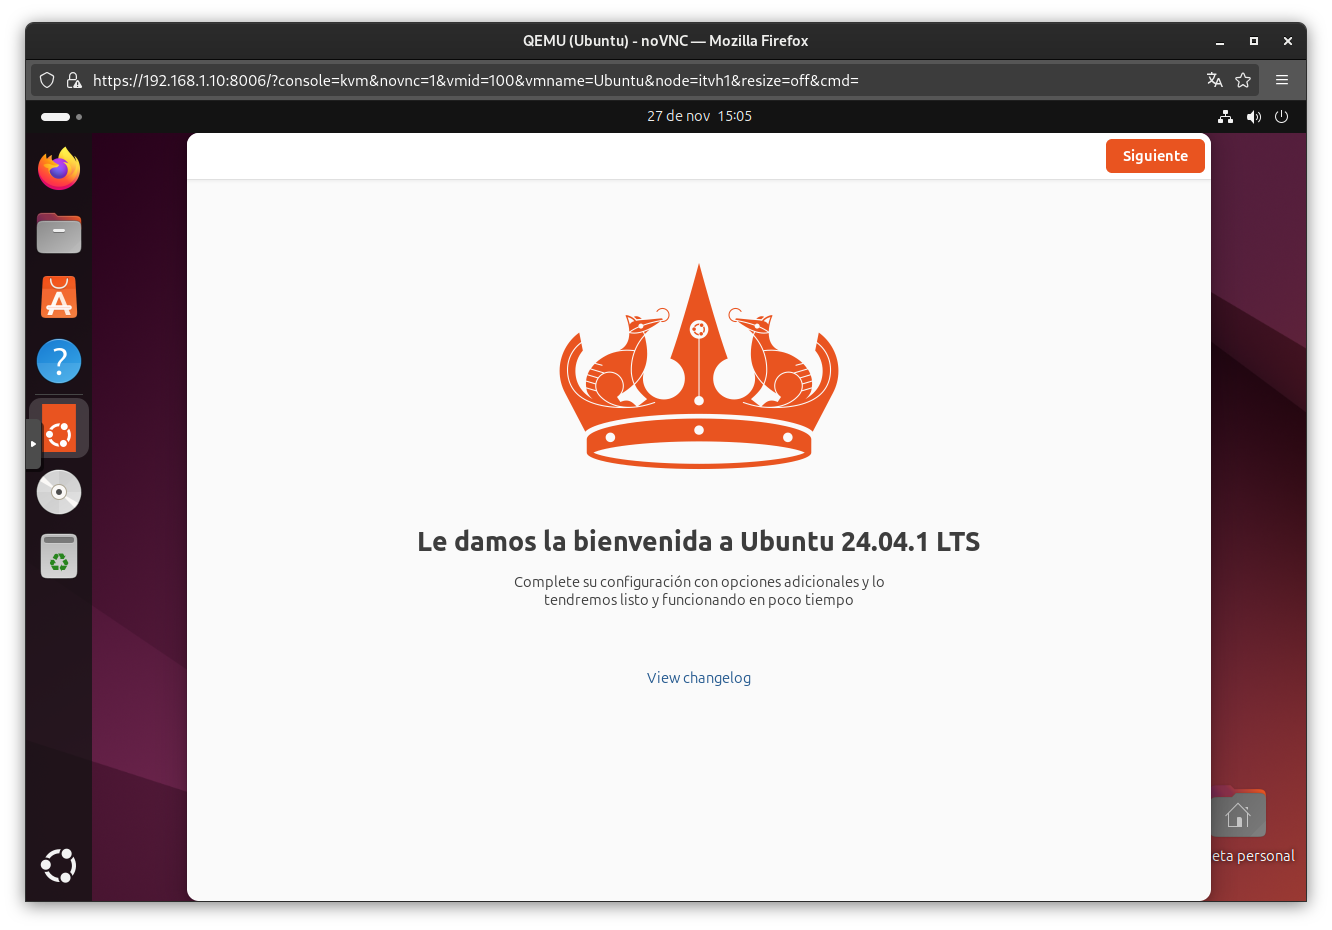 QEMU (Ubuntu) - noVNC — Mozilla Firefox
https://192.168.1.10:8006/?console=kvm&novnc=1&vmid=100&vmname=Ubuntu&node=itvh1&resize=off&cmd=
27 de nov 15:05
Siguiente
Le damos la bienvenida a Ubuntu 24.04.1 LTS
Complete su configuración con opciones adicionales y lo
tendremos listo y funcionando en poco tiempo
View changelog
eta personal